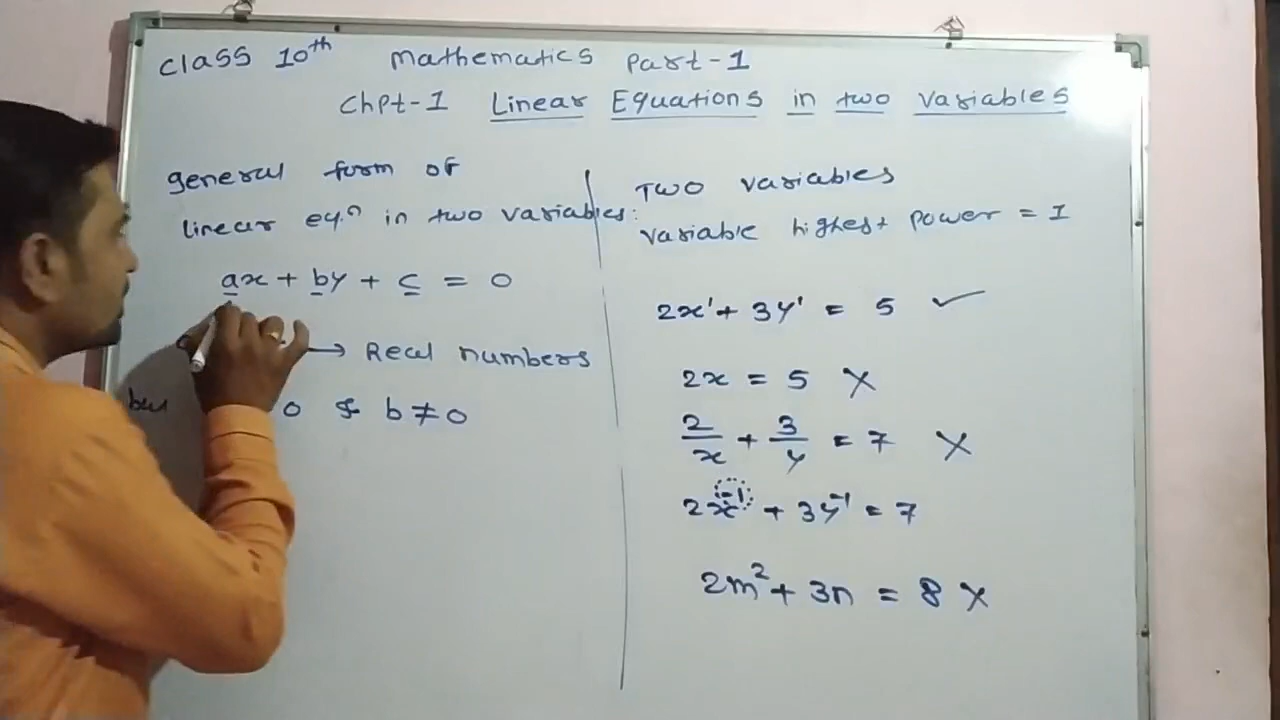 class 10th mathematics part-1
Chpt-1 Linear Equations in two variables
general form of
linear eq.n in two variables:
ax + by + c = 0
→ Real numbers
0 & b ≠ 0
Two variables
variable highest power = 1
2x¹ + 3y¹ = 5 ✓
2x = 5 X
2/x + 3/y = 7 X
2x⁻¹ + 3y⁻¹ = 7
2m² + 3n = 8 X